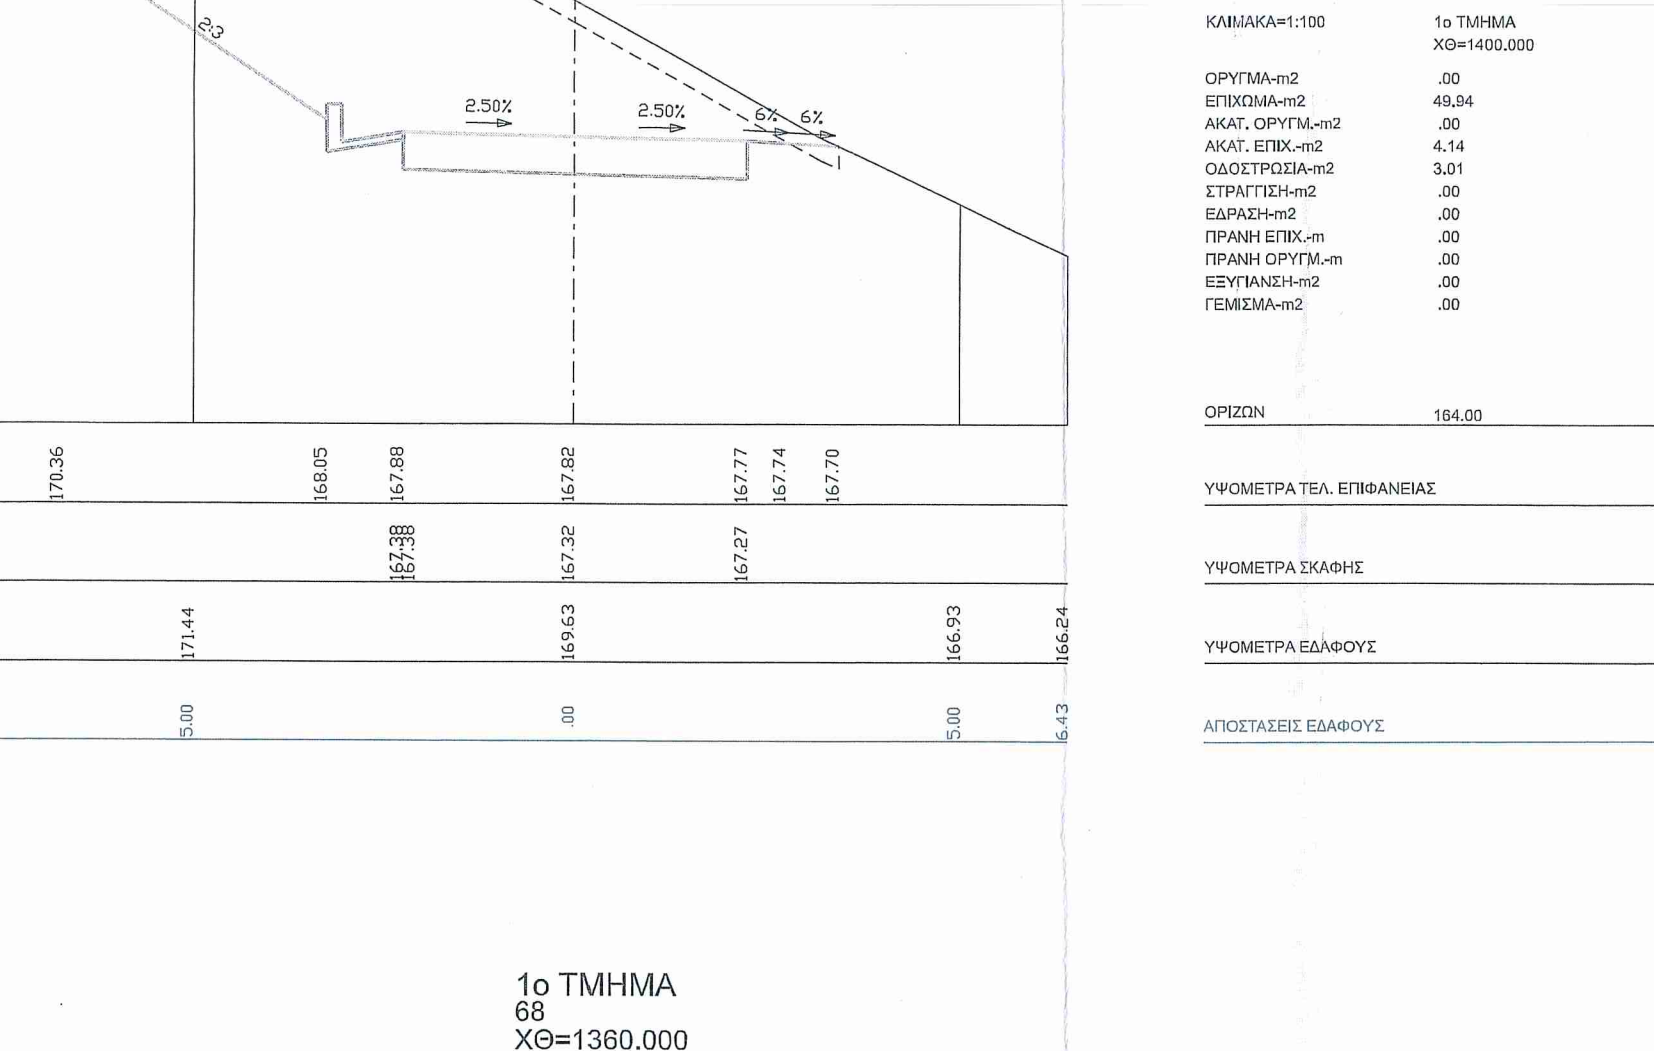 2:3
2.50%
2.50%
6%
6%
170.36
168.05
167.88
167.82
167.77
167.74
167.70
167.38
167.38
167.32
167.27
171.44
169.63
166.93
166.24
5.00
.00
5.00
6.43
1ο ΤΜΗΜΑ
68
ΧΘ=1360.000
ΚΛΙΜΑΚΑ=1:100 1ο ΤΜΗΜΑ
ΧΘ=1400.000
ΟΡΥΓΜΑ-m2 .00
ΕΠΙΧΩΜΑ-m2 49.94
ΑΚΑΤ. ΟΡΥΓΜ.-m2 .00
ΑΚΑΤ. ΕΠΙΧ.-m2 4.14
ΟΔΟΣΤΡΩΣΙΑ-m2 3.01
ΣΤΡΑΓΓΙΣΗ-m2 .00
ΕΔΡΑΣΗ-m2 .00
ΠΡΑΝΗ ΕΠΙΧ.-m .00
ΠΡΑΝΗ ΟΡΥΓΜ.-m .00
ΕΞΥΓΙΑΝΣΗ-m2 .00
ΓΕΜΙΣΜΑ-m2 .00
ΟΡΙΖΩΝ 164.00
ΥΨΟΜΕΤΡΑ ΤΕΛ. ΕΠΙΦΑΝΕΙΑΣ
ΥΨΟΜΕΤΡΑ ΣΚΑΦΗΣ
ΥΨΟΜΕΤΡΑ ΕΔΑΦΟΥΣ
ΑΠΟΣΤΑΣΕΙΣ ΕΔΑΦΟΥΣ